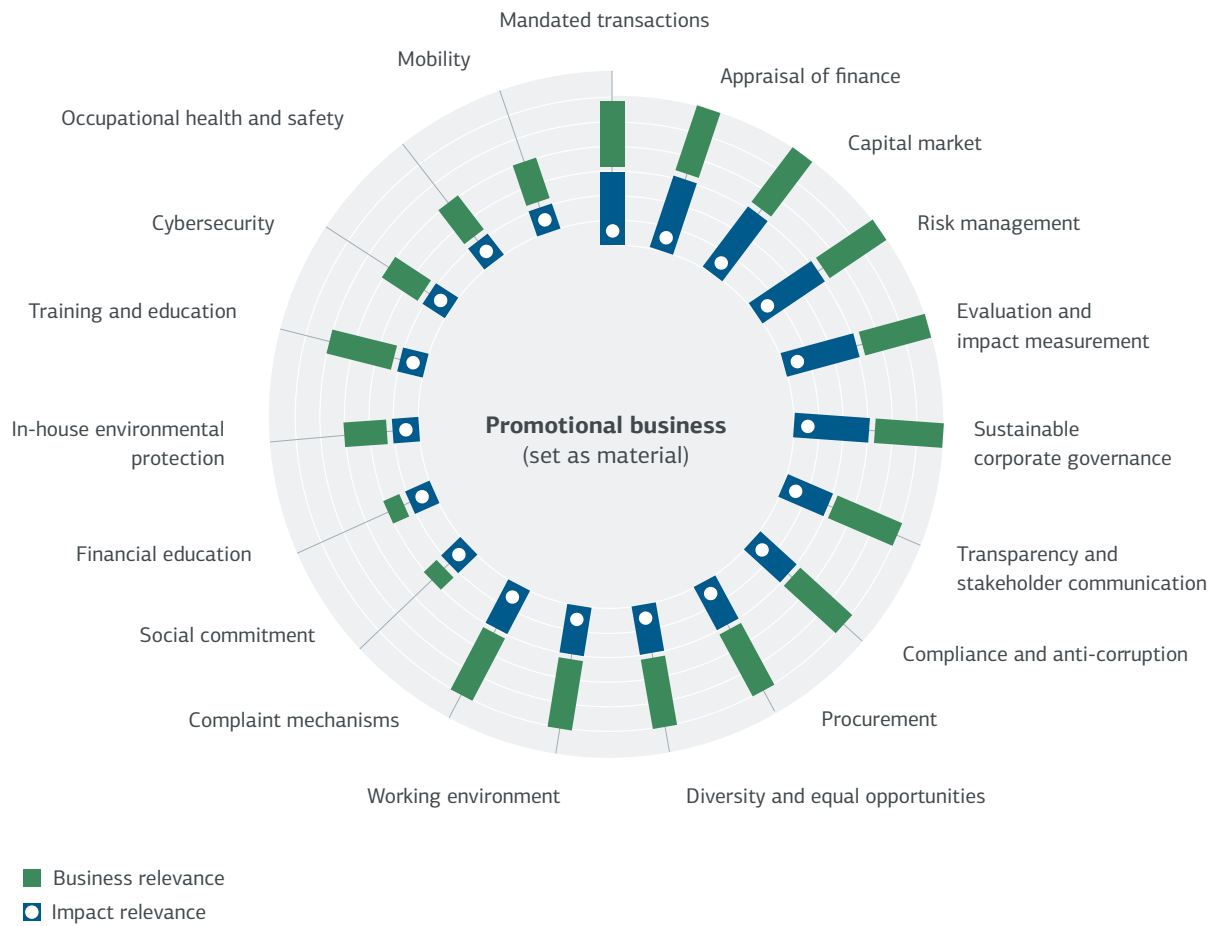 Mandated transactions
Appraisal of finance
Capital market
Risk management
Evaluation and
impact measurement
Sustainable
corporate governance
Transparency and
stakeholder communication
Compliance and anti-corruption
Procurement
Diversity and equal opportunities
Working environment
Complaint mechanisms
Social commitment
Financial education
In-house environmental
protection
Training and education
Cybersecurity
Occupational health and safety
Mobility
Promotional business
(set as material)
Business relevance
Impact relevance